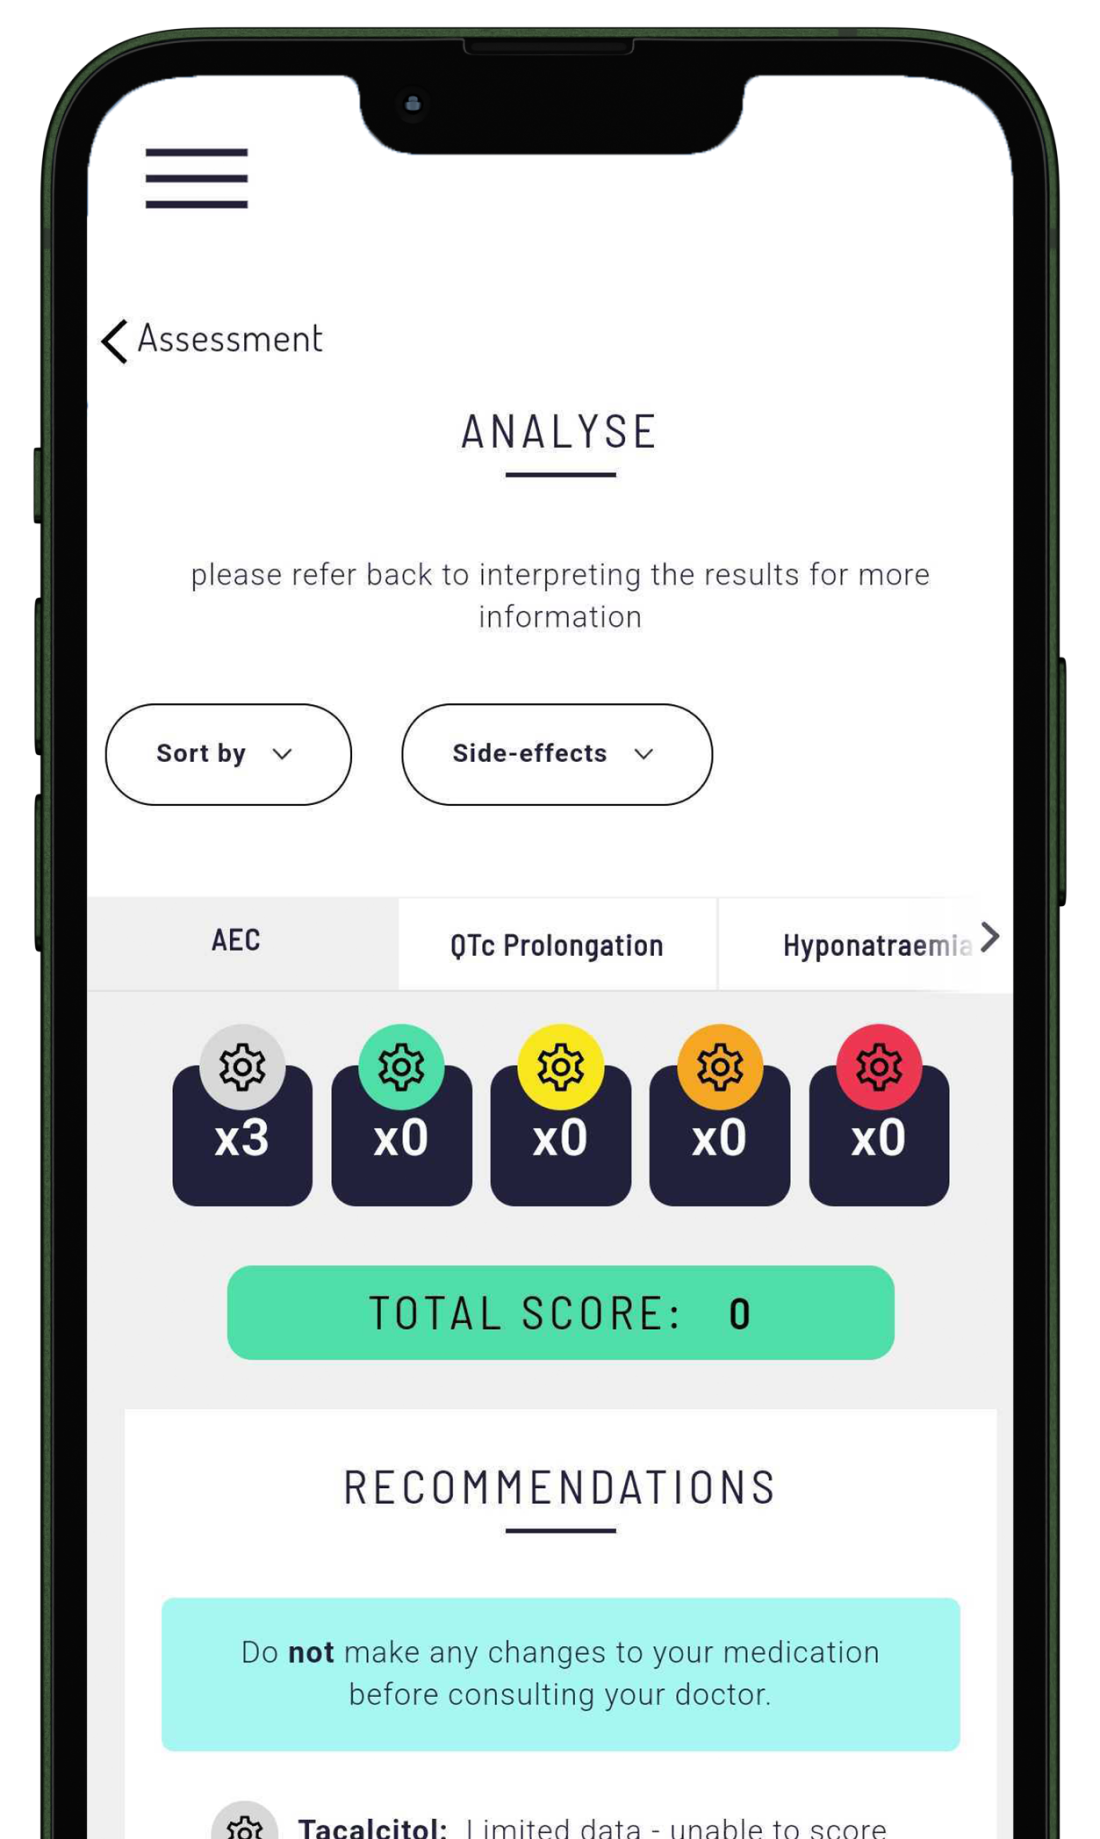 Assessment
ANALYSE
please refer back to interpreting the results for more
information
Sort by
Side-effects
AEC
QTc Prolongation
Hyponatraemia
x3
x0
x0
x0
x0
TOTAL SCORE: 0
RECOMMENDATIONS
Do not make any changes to your medication
before consulting your doctor.
Tacalcitol: Limited data - unable to score